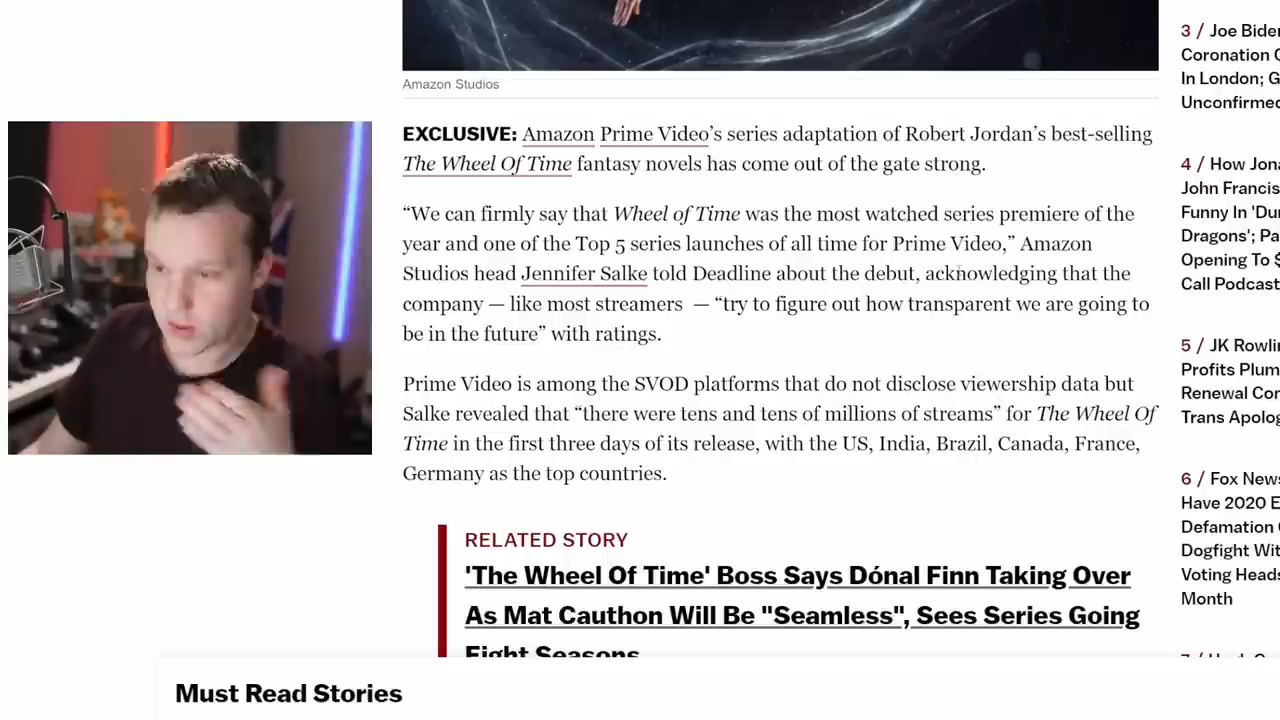 Amazon Studios
EXCLUSIVE: Amazon Prime Video’s series adaptation of Robert Jordan’s best-selling
The Wheel Of Time fantasy novels has come out of the gate strong.
“We can firmly say that Wheel of Time was the most watched series premiere of the
year and one of the Top 5 series launches of all time for Prime Video,” Amazon
Studios head Jennifer Salke told Deadline about the debut, acknowledging that the
company — like most streamers — “try to figure out how transparent we are going to
be in the future” with ratings.
Prime Video is among the SVOD platforms that do not disclose viewership data but
Salke revealed that “there were tens and tens of millions of streams” for The Wheel Of
Time in the first three days of its release, with the US, India, Brazil, Canada, France,
Germany as the top countries.
RELATED STORY
'The Wheel Of Time' Boss Says Dónal Finn Taking Over
As Mat Cauthon Will Be "Seamless", Sees Series Going
Eight Seasons
Must Read Stories
3 / Joe Biden
Coronation
In London;
Unconfirmed
4 / How
John Francis
Funny In
Dragons';
Opening To
Call Podcast
5 / JK
Profits
Renewal
Trans
6 / Fox News
Have 2020
Defamation
Dogfight
Voting Heads
Month